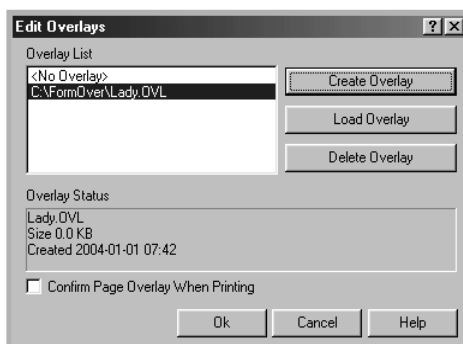 Edit Overlays
Overlay List
<No Overlay>
C:\FormOver\Lady.OVL
Create Overlay
Load Overlay
Delete Overlay
Overlay Status
Lady.OVL
Size 0.0 KB
Created 2004-01-01 07:42
Confirm Page Overlay When Printing
Ok Cancel Help